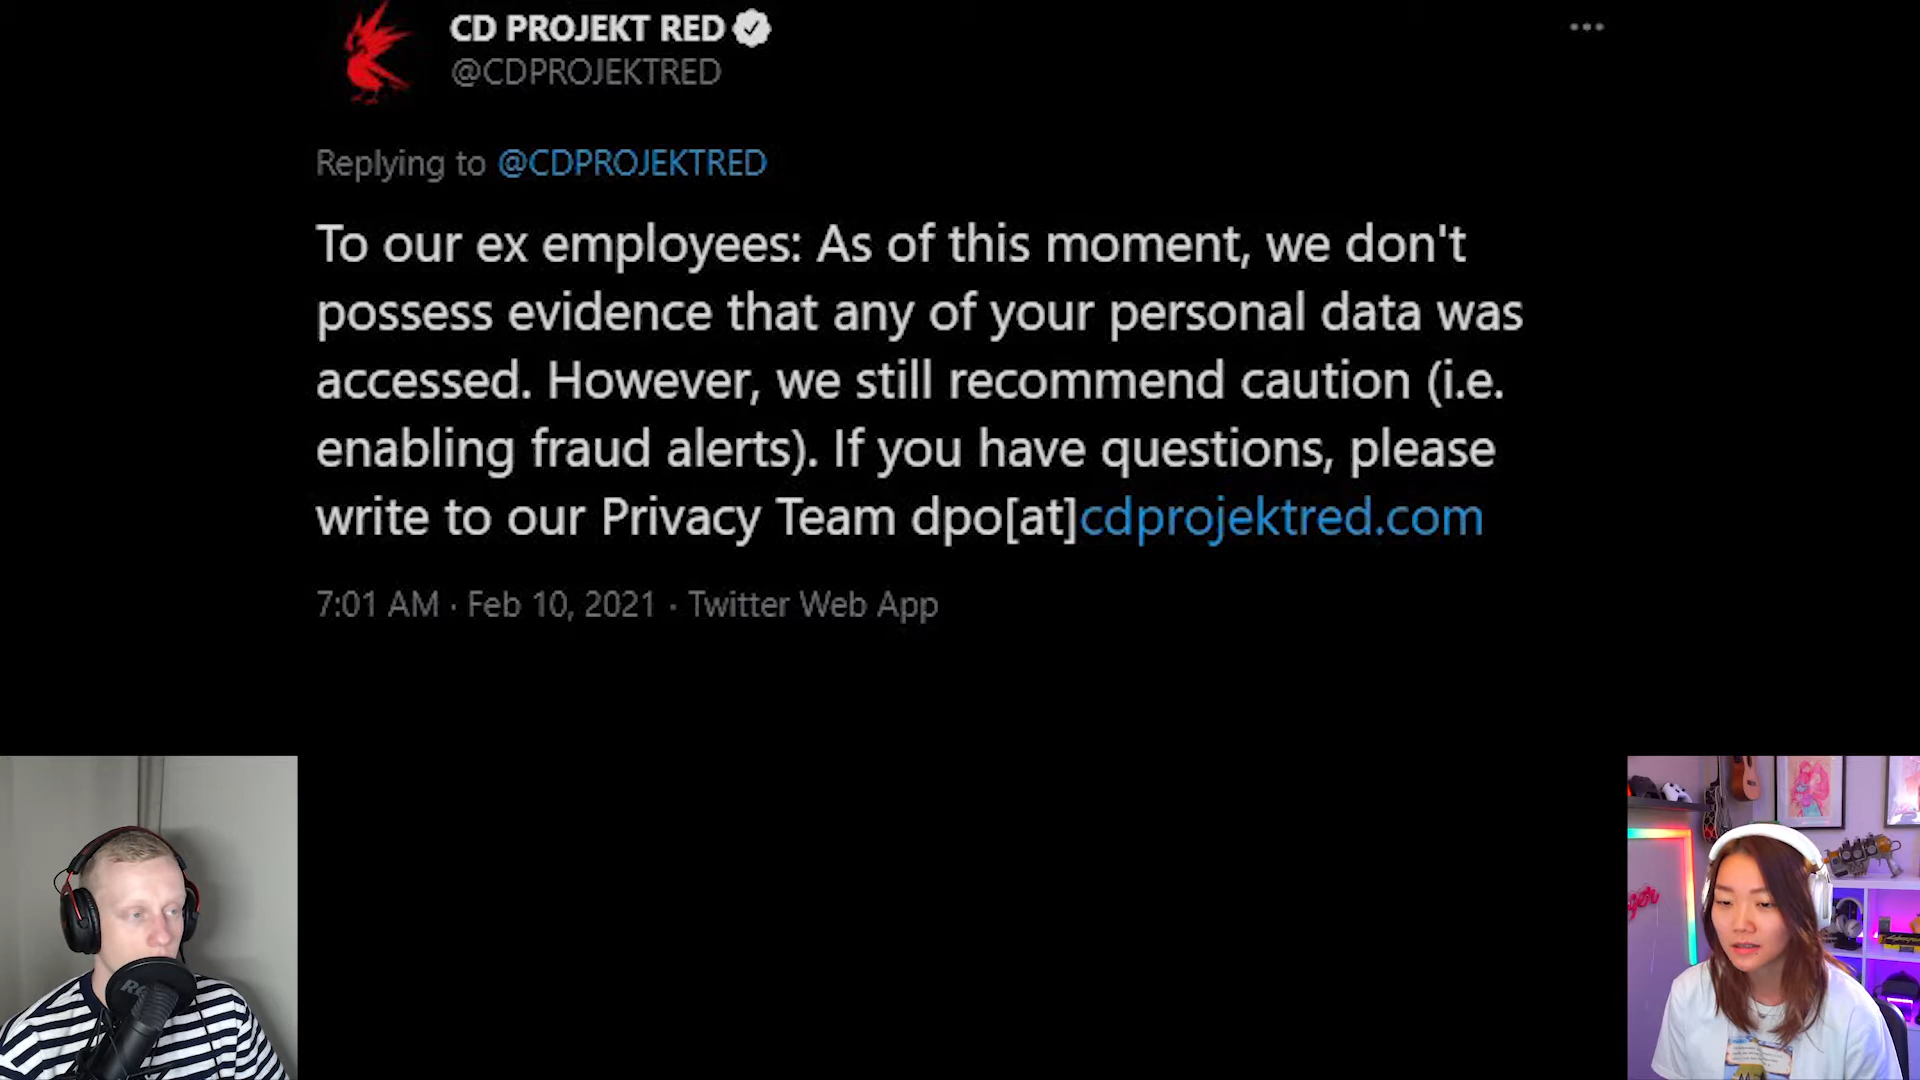 CD PROJEKT RED
@CDPROJEKTRED
Replying to @CDPROJEKTRED
To our ex employees: As of this moment, we don't
possess evidence that any of your personal data was
accessed. However, we still recommend caution (i.e.
enabling fraud alerts). If you have questions, please
write to our Privacy Team dpo[at]cdprojektred.com
7:01 AM · Feb 10, 2021 · Twitter Web App